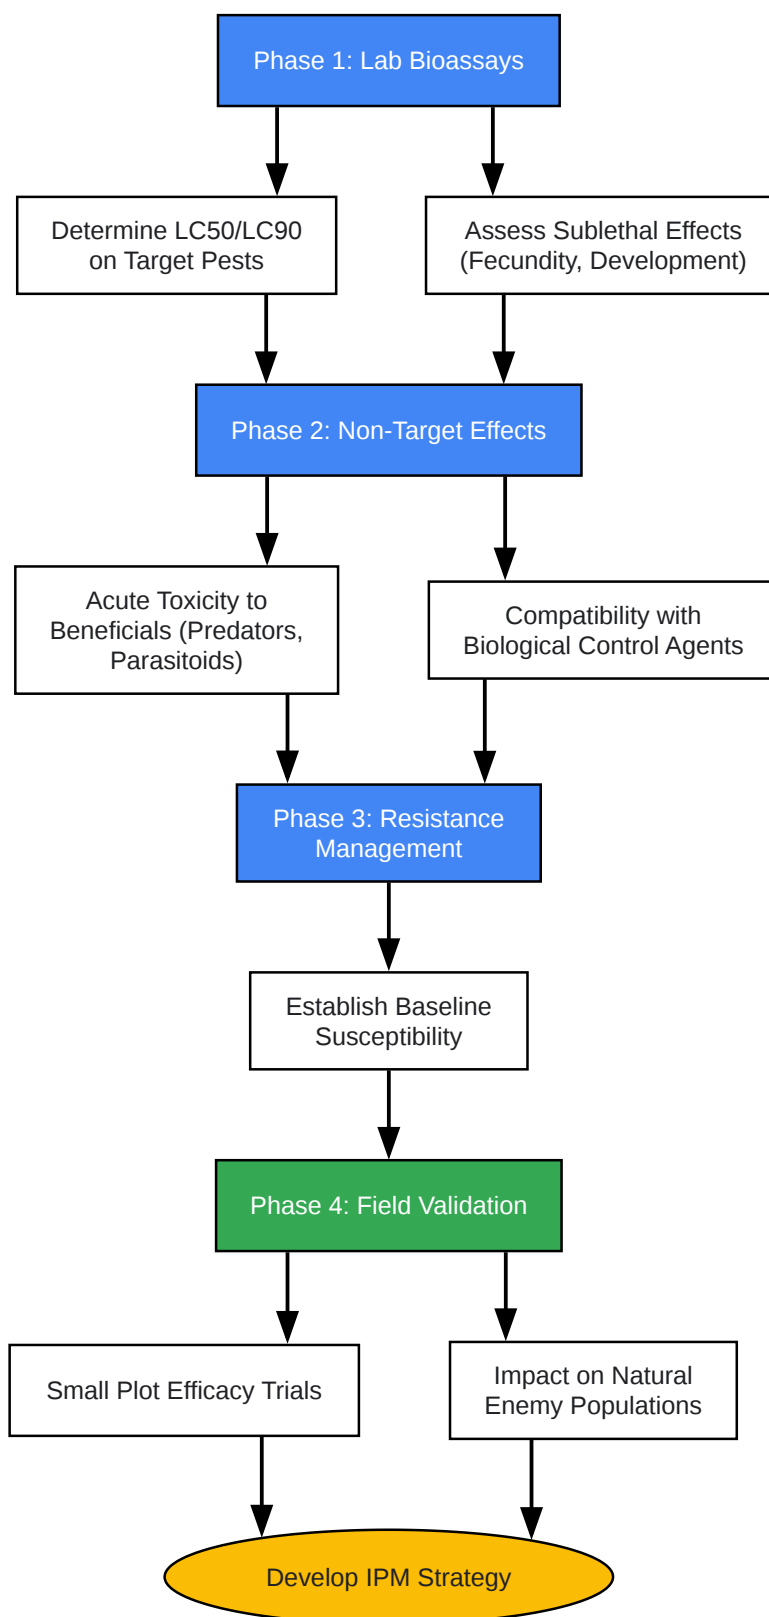 Phase 1: Lab Bioassays
Determine LC50/LC90
on Target Pests
Assess Sublethal Effects
(Fecundity, Development)
Phase 2: Non-Target Effects
Acute Toxicity to
Beneficials (Predators,
Parasitoids)
Compatibility with
Biological Control Agents
Phase 3: Resistance
Management
Establish Baseline
Susceptibility
Phase 4: Field Validation
Small Plot Efficacy Trials
Impact on Natural
Enemy Populations
Develop IPM Strategy